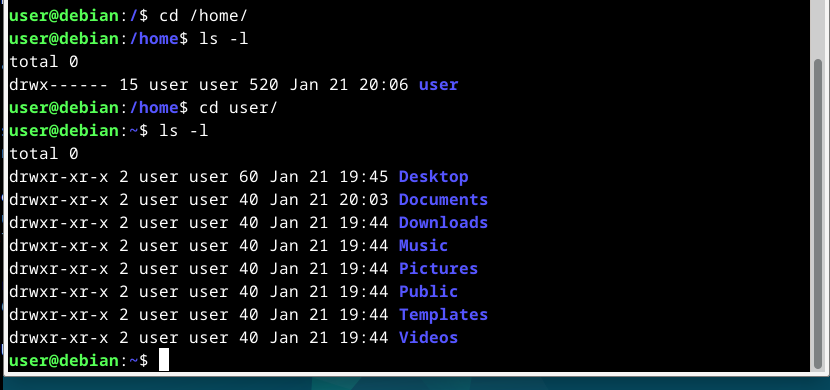 user@debian:/$ cd /home/
user@debian:/home$ ls -l
total 0
drwx------ 15 user user 520 Jan 21 20:06 user
user@debian:/home$ cd user/
user@debian:~$ ls -l
total 0
drwxr-xr-x 2 user user 60 Jan 21 19:45 Desktop
drwxr-xr-x 2 user user 40 Jan 21 20:03 Documents
drwxr-xr-x 2 user user 40 Jan 21 19:44 Downloads
drwxr-xr-x 2 user user 40 Jan 21 19:44 Music
drwxr-xr-x 2 user user 40 Jan 21 19:44 Pictures
drwxr-xr-x 2 user user 40 Jan 21 19:44 Public
drwxr-xr-x 2 user user 40 Jan 21 19:44 Templates
drwxr-xr-x 2 user user 40 Jan 21 19:44 Videos
user@debian:~$